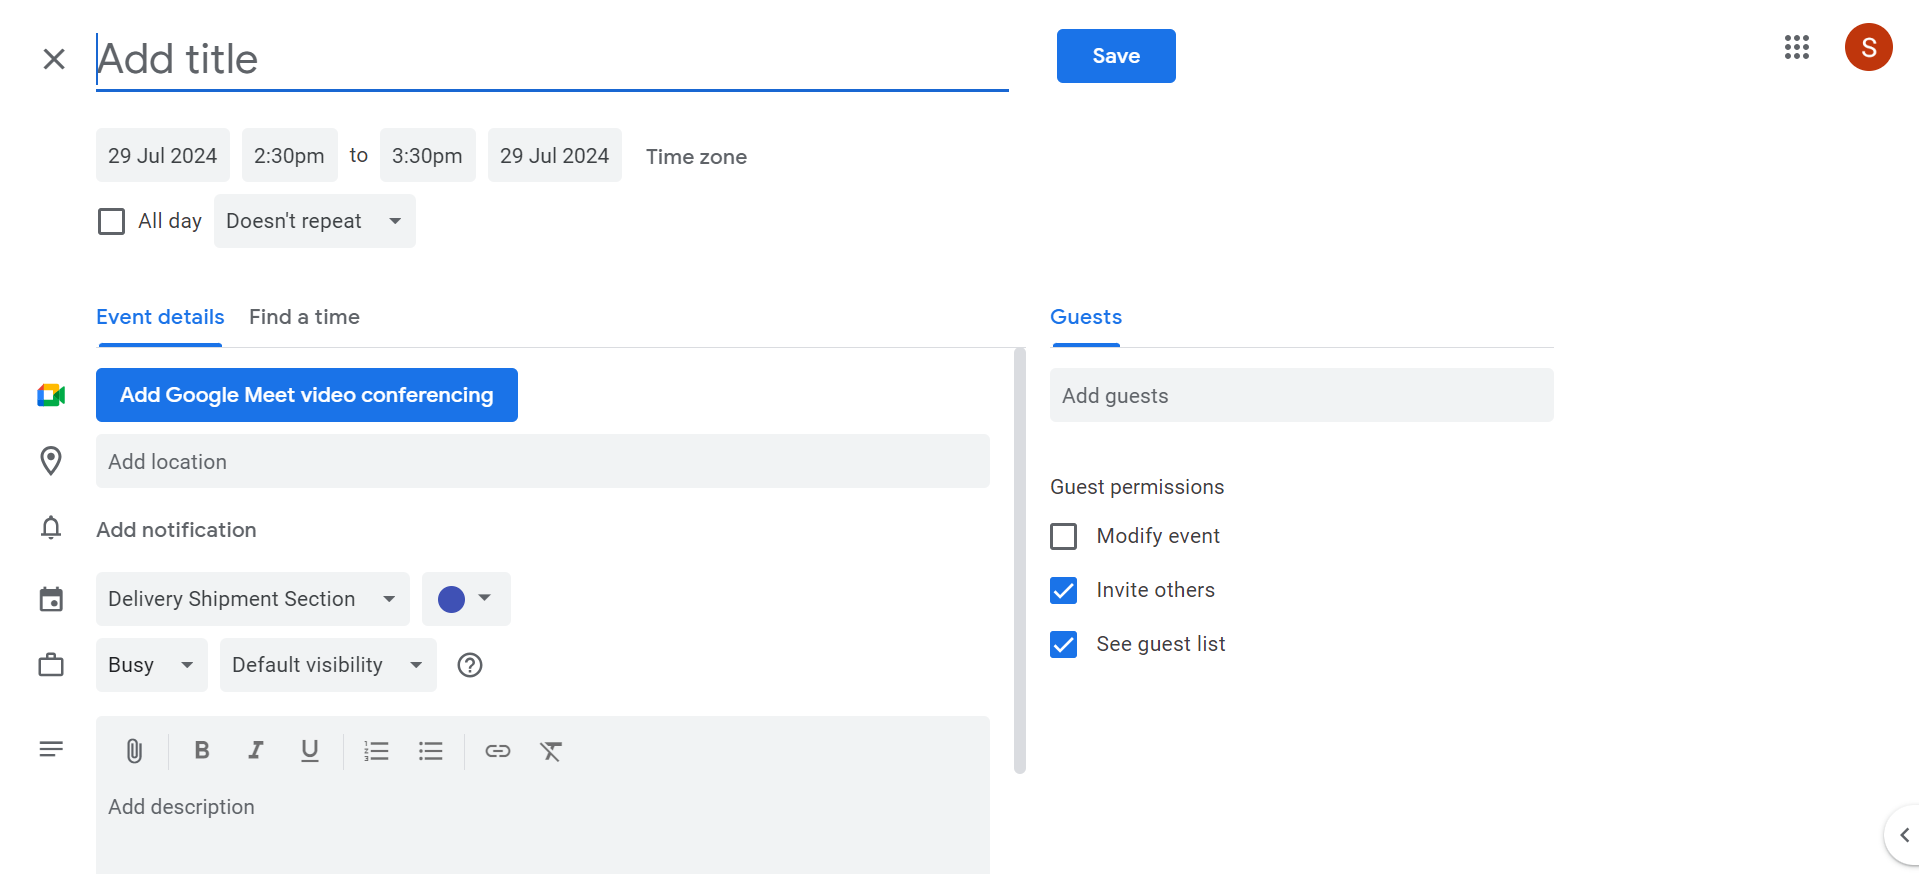 Add title
Save
S
29 Jul 2024 2:30pm to 3:30pm 29 Jul 2024 Time zone
All day Doesn't repeat
Event details Find a time
Guests
Add Google Meet video conferencing
Add guests
Add location
Guest permissions
Add notification
Modify event
Invite others
Delivery Shipment Section
See guest list
Busy Default visibility
B I U
Add description